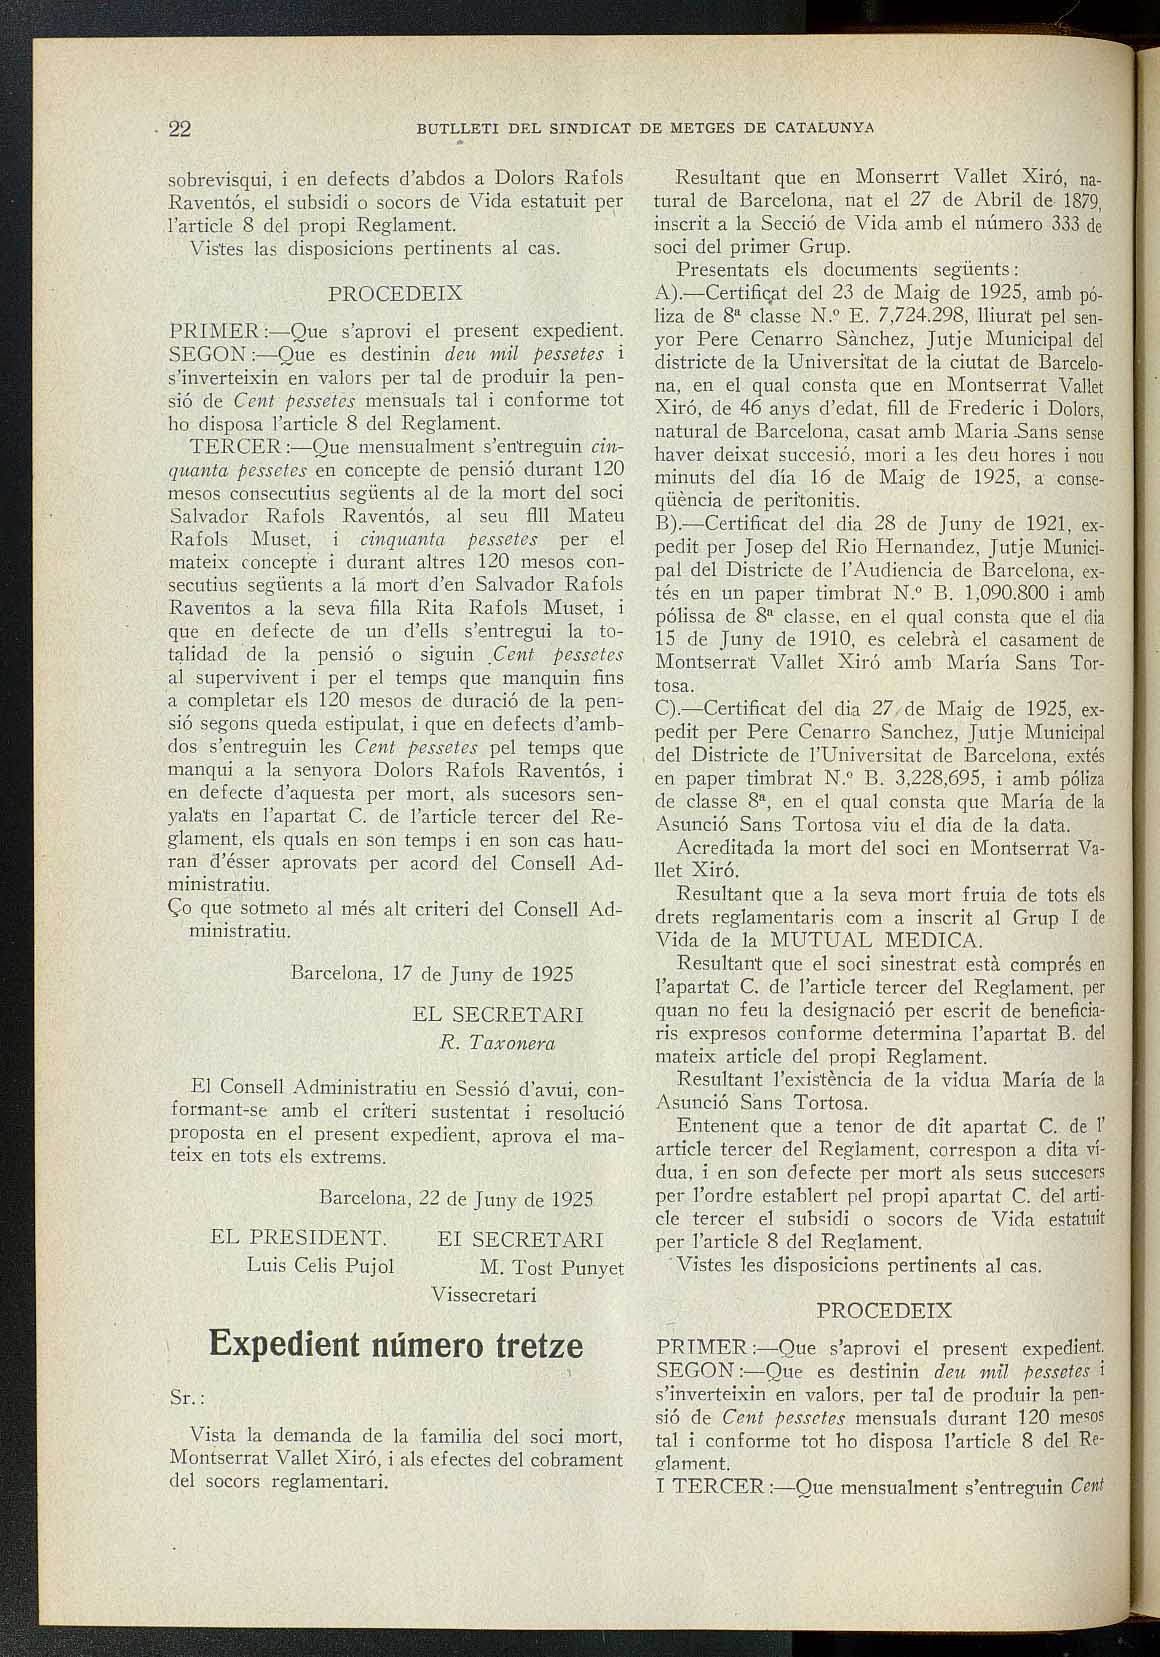 22
BUTLLETI DEL SINDICAT DE METGES DE CATALUNYA
sobrevisqui, i en defects d'abdos a Dolors Rafols
Raventós, el subsidi o socors de Vida estatuit per
l'article 8 del propi Reglament.
Vistes las disposicions pertinents al cas.
PROCEDEIX
PRIMER:—Que s'aprovi el present expedient.
SEGON:—Que es destinin deu mil pessetes i
s'inverteixin en valors per tal de produir la pen-
sió de Cent pessetes mensuals tal i conforme tot
ho disposa l'article 8 del Reglament.
TERCER:—Que mensualment s'entreguin cin-
quanta pessetes en concepte de pensió durant 120
mesos consecutius següents al de la mort del soci
Salvador Rafols Raventós, al seu flll Mateu
Rafols Muset, i cinquanta pessetes per el
mateix concepte i durant altres 120 mesos con-
secutius següents a lá mort d'en Salvador Rafols
Raventos a la seva filla Rita Rafols Muset, i
que en defecte de un d'ells s'entregui la to-
talidad de la pensió o siguin Cent pessetes
al supervivent i per el temps que manquin fins
a completar els 120 mesos de duració de la pen-
sió segons queda estipulat, i que en defects d'amb-
dos s'entreguin les Cent pessetes pel temps que
manqui a la senyora Dolors Rafols Raventós, i
en defecte d'aquesta per mort, als sucesors sen-
yalats en l'apartat C. de l'article tercer del Re-
glament, els quals en son temps i en son cas hau-
ran d'ésser aprovats per acord del Consell Ad-
ministratiu.
Ço que sotmeto al més alt criteri del Consell Ad-
ministratiu.
Barcelona, 17 de Juny de 1925
EL SECRETARI
R. Taxonera
El Consell Administratiu en Sessió d'avui, con-
formant-se amb el criteri sustentat i resolució
proposta en el present expedient, aprova el ma-
teix en tots els extrems.
Barcelona, 22 de Juny de 1925
EL PRESIDENT. EI SECRETARI
Luis Celis Pujol M. Tost Punyet
Vissecretari
Expedient número tretze
Sr.:
Vista la demanda de la familia del soci mort,
Montserrat Vallet Xiró, i als efectes del cobrament
del socors reglamentari.
Resultant que en Monserrt Vallet Xiró, na-
tural de Barcelona, nat el 27 de Abril de 1879,
inscrit a la Secció de Vida amb el número 333 de
soci del primer Grup.
Presentats els documents següents:
A).—Certificat del 23 de Maig de 1925, amb pó-
liza de 8ª classe N.º E. 7,724.298, lliurat pel sen-
yor Pere Cenarro Sànchez, Jutje Municipal del
districte de la Universitat de la ciutat de Barcelo-
na, en el qual consta que en Montserrat Vallet
Xiró, de 46 anys d'edat, fill de Frederic i Dolors,
natural de Barcelona, casat amb Maria Sans sense
haver deixat succesió, mori a les deu hores i nou
minuts del día 16 de Maig de 1925, a conse-
qüència de peritonitis.
B).—Certificat del dia 28 de Juny de 1921, ex-
pedit per Josep del Rio Hernandez, Jutje Munici-
pal del Districte de l'Audiencia de Barcelona, ex-
tés en un paper timbrat N.º B. 1,090.800 i amb
pólissa de 8ª classe, en el qual consta que el dia
15 de Juny de 1910, es celebrà el casament de
Montserrat Vallet Xiró amb María Sans Tor-
tosa.
C).—Certificat del dia 27 de Maig de 1925, ex-
pedit per Pere Cenarro Sanchez, Jutje Municipal
del Districte de l'Universitat de Barcelona, extés
en paper timbrat N.º B. 3,228,695, i amb póliza
de classe 8ª, en el qual consta que María de la
Asunció Sans Tortosa viu el dia de la data.
Acreditada la mort del soci en Montserrat Va-
llet Xiró.
Resultant que a la seva mort fruia de tots els
drets reglamentaris com a inscrit al Grup I de
Vida de la MUTUAL MEDICA.
Resultant que el soci sinestrat està comprés en
l'apartat C. de l'article tercer del Reglament, per
quan no feu la designació per escrit de beneficia-
ris expresos conforme determina l'apartat B. del
mateix article del propi Reglament.
Resultant l'existència de la vidua María de la
Asunció Sans Tortosa.
Entenent que a tenor de dit apartat C. de l'
article tercer del Reglament, correspon a dita ví-
dua, i en son defecte per mort als seus succesors
per l'ordre establert pel propi apartat C. del arti-
cle tercer el subsidi o socors de Vida estatuit
per l'article 8 del Reglament.
Vistes les disposicions pertinents al cas.
PROCEDEIX
PRIMER:—Que s'aprovi el present expedient.
SEGON:—Que es destinin deu mil pessetes i
s'inverteixin en valors, per tal de produir la pen-
sió de Cent pessetes mensuals durant 120 mesos
tal i conforme tot ho disposa l'article 8 del Re-
glament.
I TERCER:—Que mensualment s'entreguin Cent